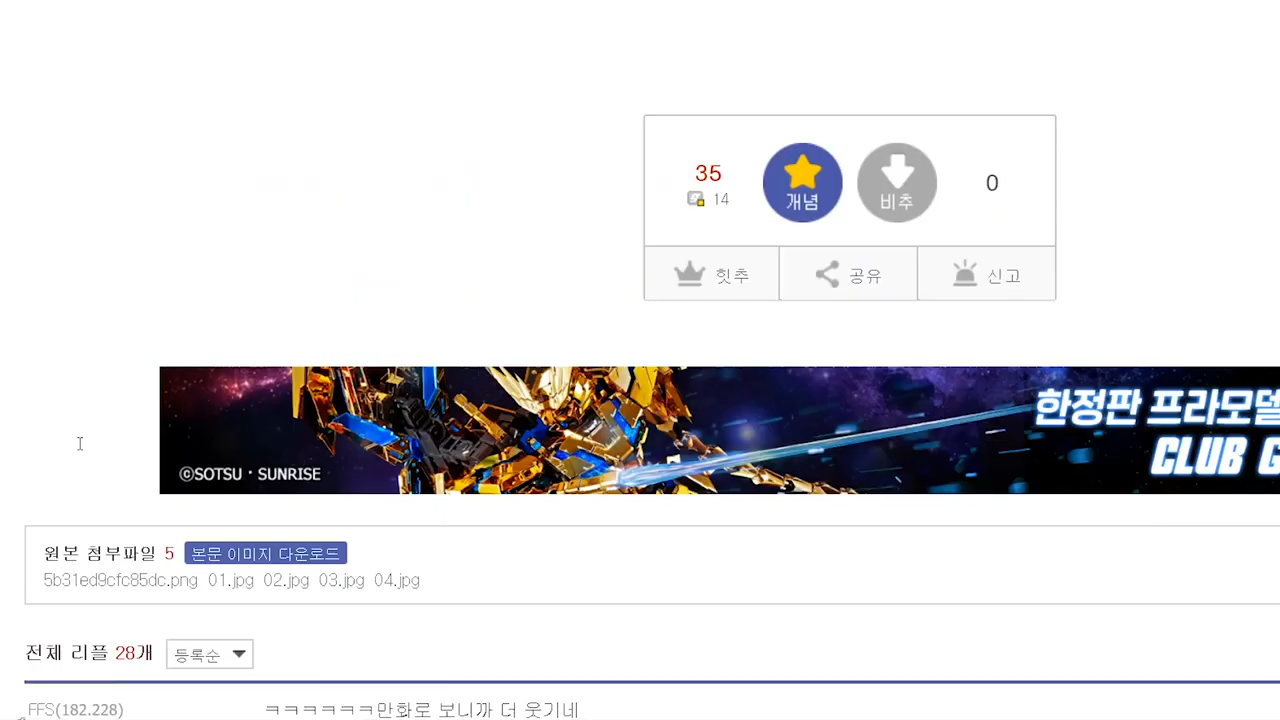 35
14
개념
비추
0
힛추
공유
신고
한정판 프라모델
CLUB G
©SOTSU · SUNRISE
원본 첨부파일 5 본문 이미지 다운로드
5b31ed9cfc85dc.png 01.jpg 02.jpg 03.jpg 04.jpg
전체 리플 28개 등록순
FFS(182.228) ㅋㅋㅋㅋㅋㅋ만화로 보니까 더 웃기네